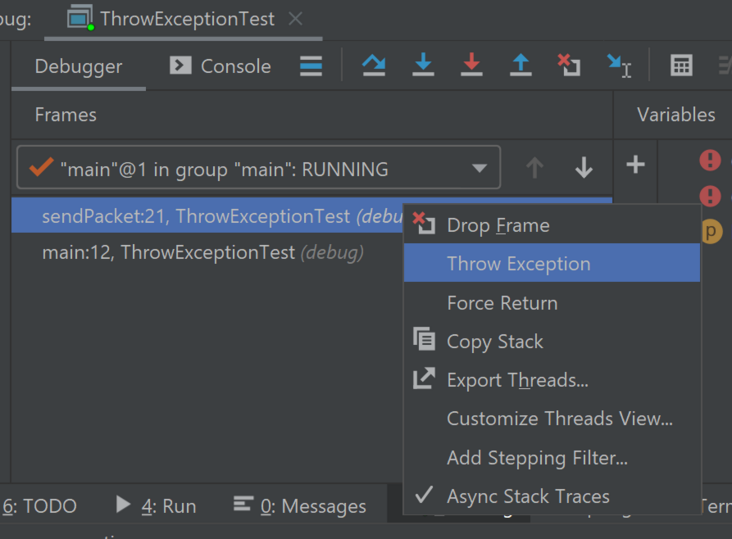 ug: ThrowExceptionTest
Debugger Console
Frames Variables
"main"@1 in group "main": RUNNING
sendPacket:21, ThrowExceptionTest (debu
main:12, ThrowExceptionTest (debug)
Drop Frame
Throw Exception
Force Return
Copy Stack
Export Threads...
Customize Threads View...
Add Stepping Filter...
Async Stack Traces
p
6: TODO 4: Run 0: Messages Tern